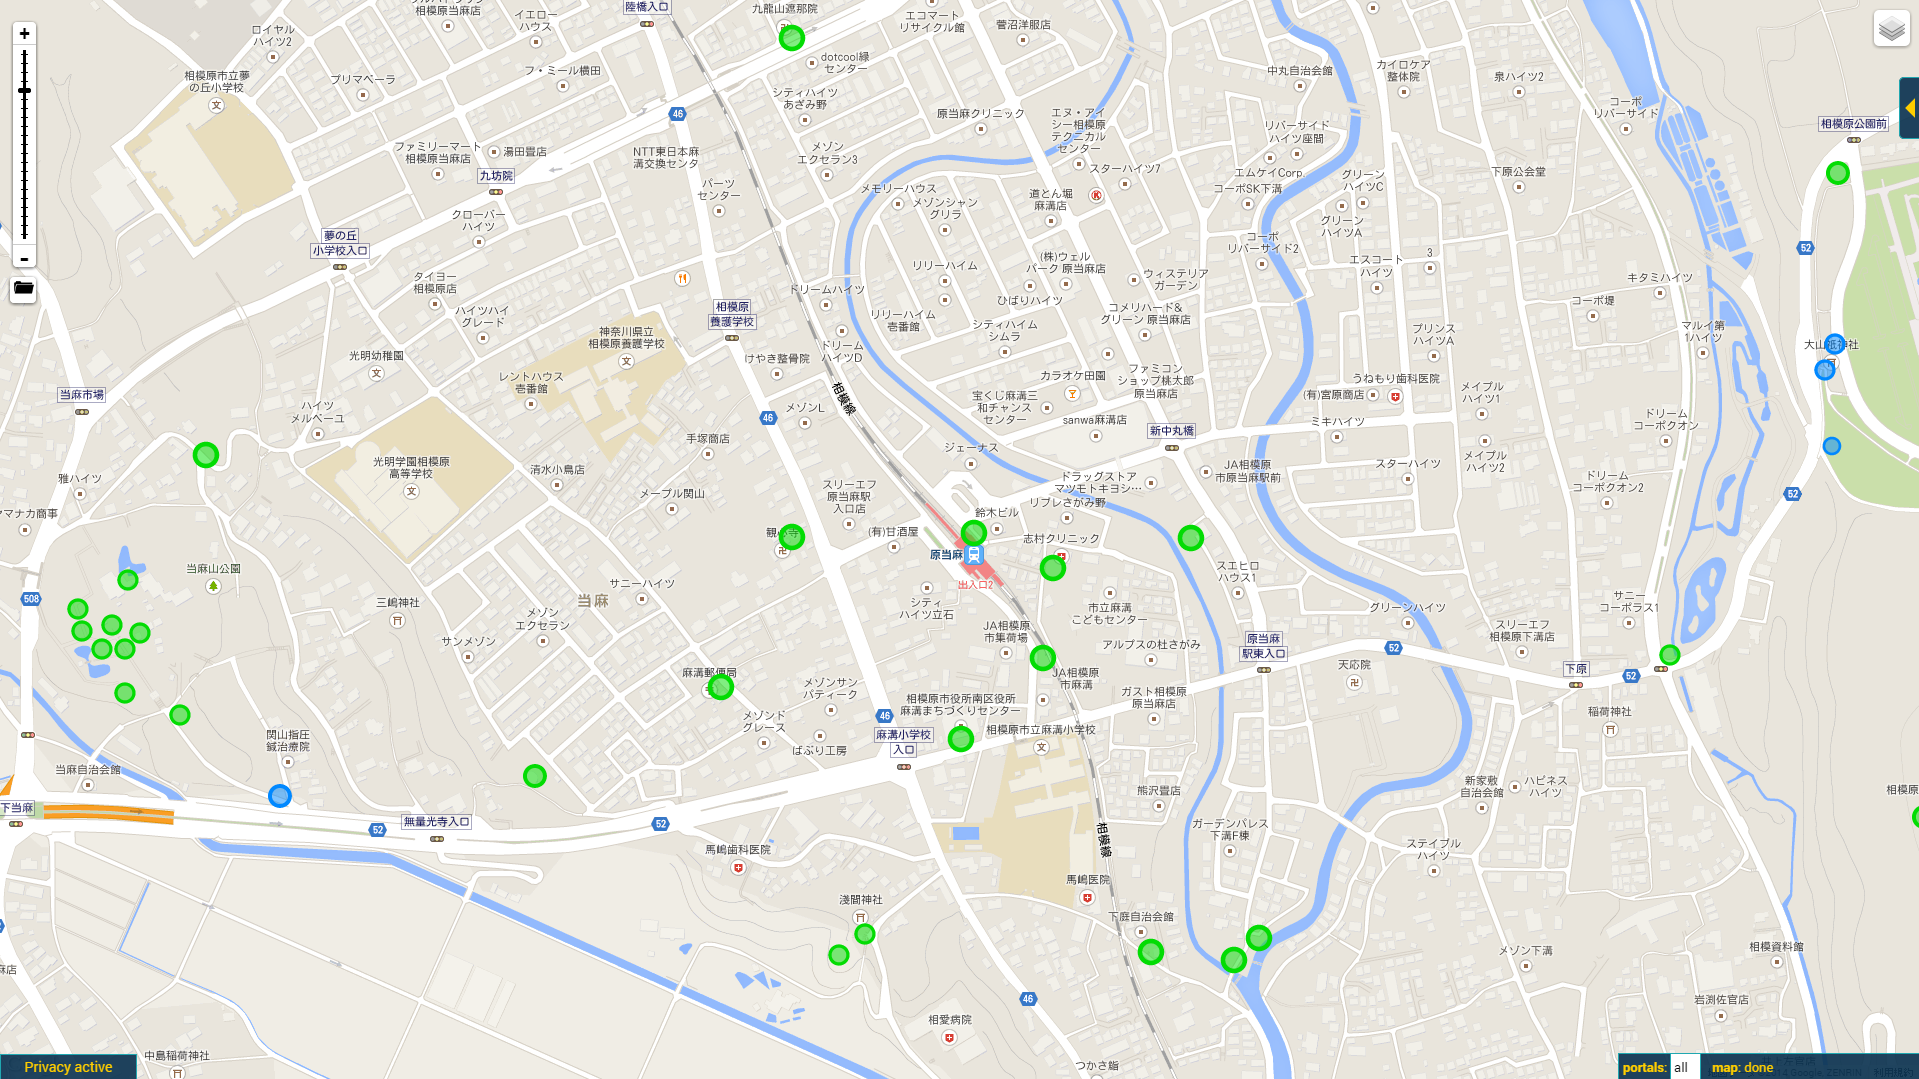 陸橋入口
九龍山遮那院
エコマート
リサイクル館
菅沼洋服店
相模原当麻店
イエロー
ハウス
ロイヤル
ハイツ2
dotcool緑
センター
フ・ミール横田
プリマベーラ
相模原市立夢
の丘小学校
シティハイツ
あざみ野
中丸自治会館
カイロケア
整体院
泉ハイツ2
コーポ
リバーサイド
相模原公園前
46
原当麻クリニック
エヌ・アイ
シー相模原
テクニカル
センター
リバーサイド
ハイツ座間
ファミリーマート
相模原当麻店
湯田畳店
九坊院
NTT東日本麻
溝交換センタ
メゾン
エクセラン3
スターハイツ7
エムケイCorp.
コーポSK下溝
グリーン
ハイツC
下原公会堂
パーツ
センター
メモリーハウス
メゾンシャン
グリラ
道とん堀
麻溝店
グリーン
ハイツA
クローバー
ハイツ
夢の丘
小学校入口
コーポ
リバーサイド2
52
3
タイヨー
相模原店
リリーハイム
(株)ウェル
パーク 原当麻店
ウィステリア
ガーデン
エスコート
ハイツ
キタミハイツ
ドリームハイツ
ひばりハイツ
コーポ堤
相模原
養護学校
ハイツハイ
グレード
リリーハイム
壱番館
シティハイム
シムラ
コメリハード&
グリーン 原当麻店
プリンス
ハイツA
マルイ第
1ハイツ
神奈川県立
相模原養護学校
大山祇神社
光明幼稚園
けやき整骨院
ドリーム
ハイツD
レントハウス
壱番館
カラオケ田園
ファミコン
ショップ桃太郎
原当麻店
うねもり歯科医院
(有)宮原商店
メイプル
ハイツ1
当麻市場
相模線
宝くじ麻溝三
和チャンス
センター
ハイツ
メルベーユ
メゾンL
46
sanwa麻溝店
新中丸橋
ミキハイツ
ドリーム
コーポクオン
手塚商店
ジェーナス
光明学園相模原
高等学校
清水小鳥店
JA相模原
市原当麻駅前
スターハイツ
メイプル
ハイツ2
雅ハイツ
ドラッグストア
マツモトキヨシ…
リブレさがみ野
ドリーム
コーポクオン2
52
スリーエフ
原当麻駅
入口店
メープル関山
ヤマナカ商事
鈴木ビル
(有)甘酒屋
志村クリニック
原当麻
出入口2
当麻山公園
スエヒロ
ハウス1
サニーハイツ
508
当麻
三嶋神社
メゾン
エクセラン
シティ
ハイツ立石
市立麻溝
こどもセンター
グリーンハイツ
サニー
コーポラス1
JA相模原
市集荷場
スリーエフ
相模原下溝店
サンメゾン
アルプスの杜さがみ
原当麻
駅東入口
52
天応院
下原
52
麻溝郵便局
メゾンサン
パティーク
JA相模原
市麻溝
ガスト相模原
原当麻店
相模原市役所南区役所
麻溝まちづくりセンター
46
メゾンド
グレース
麻溝小学校
入口
相模原市立麻溝小学校
稲荷神社
関山指圧
鍼治療院
ばぶり工房
当麻自治会館
新家敷
自治会館
ハピネス
ハイツ
熊沢畳店
下当麻
無量光寺入口
52
52
相模線
ガーデンパレス
下溝F棟
ステイブル
ハイツ
馬嶋歯科医院
馬嶋医院
浅間神社
下庭自治会館
メゾン下溝
相模資料館
46
相愛病院
岩渕佐官店
中島稲荷神社
つかさ鮨
Privacy active
portals: all
map: done